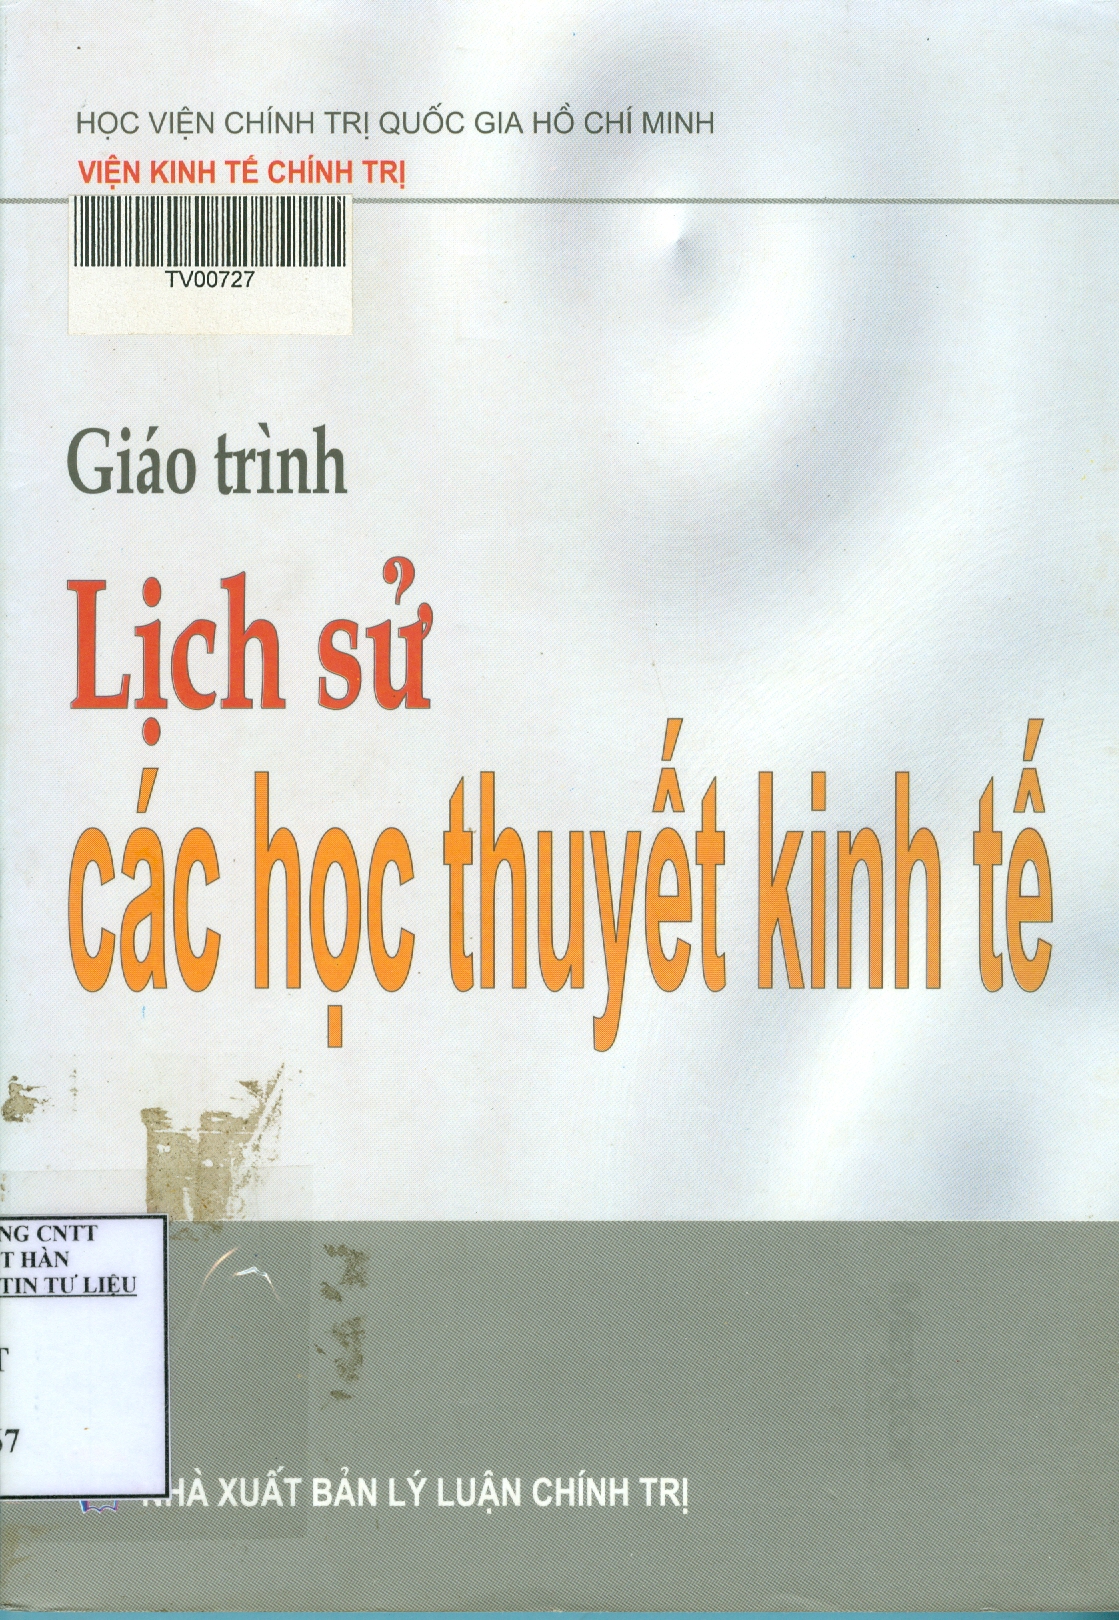 HỌC VIỆN CHÍNH TRỊ QUỐC GIA HỒ CHÍ MINH
VIỆN KINH TẾ CHÍNH TRỊ
TV00727
Giáo trình
Lịch sử
các học thuyết kinh tế
NG CNTT
T HÀN
TIN TƯ LIỆU
T
67
NHÀ XUẤT BẢN LÝ LUẬN CHÍNH TRỊ